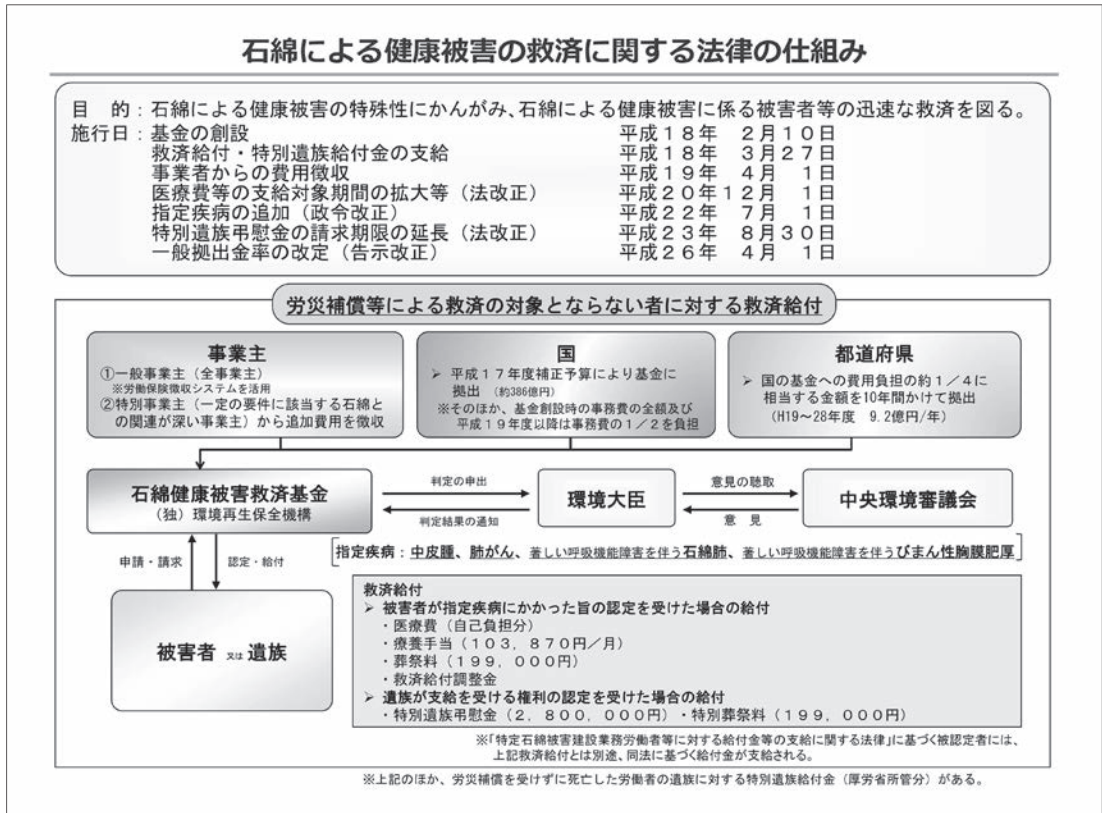 石綿による健康被害の救済に関する法律の仕組み
目　的：石綿による健康被害の特殊性にかんがみ、石綿による健康被害に係る被害者等の迅速な救済を図る。
施行日：基金の創設　平成１８年　２月１０日
救済給付・特別遺族給付金の支給　平成１８年　３月２７日
事業者からの費用徴収　平成１９年　４月　１日
医療費等の支給対象期間の拡大等（法改正）　平成２０年１２月　１日
指定疾病の追加（政令改正）　平成２２年　７月　１日
特別遺族弔慰金の請求期限の延長（法改正）　平成２３年　８月３０日
一般拠出金率の改定（告示改正）　平成２６年　４月　１日
労災補償等による救済の対象とならない者に対する救済給付
事業主
①一般事業主（全事業主）
※労働保険徴収システムを活用
②特別事業主（一定の要件に該当する石綿と
の関連が深い事業主）から追加費用を徴収
国
➢ 平成１７年度補正予算により基金に
拠出（約386億円）
※そのほか、基金創設時の事務費の全額及び
平成１９年度以降は事務費の１／２を負担
都道府県
➢ 国の基金への費用負担の約１／４に
相当する金額を10年間かけて拠出
（H19～28年度　9.2億円/年）
石綿健康被害救済基金
（独）環境再生保全機構
判定の申出
判定結果の通知
環境大臣
意見の聴取
意　見
中央環境審議会
指定疾病：中皮腫、肺がん、著しい呼吸機能障害を伴う石綿肺、著しい呼吸機能障害を伴うびまん性胸膜肥厚
申請・請求
認定・給付
被害者 又は 遺族
救済給付
➢ 被害者が指定疾病にかかった旨の認定を受けた場合の給付
・医療費（自己負担分）
・療養手当（１０３，８７０円／月）
・葬祭料（１９９，０００円）
・救済給付調整金
➢ 遺族が支給を受ける権利の認定を受けた場合の給付
・特別遺族弔慰金（２，８００，０００円）・特別葬祭料（１９９，０００円）
※「特定石綿被害建設業務労働者等に対する給付金等の支給に関する法律」に基づく被認定者には、
上記救済給付とは別途、同法に基づく給付金が支給される。
※上記のほか、労災補償を受けずに死亡した労働者の遺族に対する特別遺族給付金（厚労省所管分）がある。